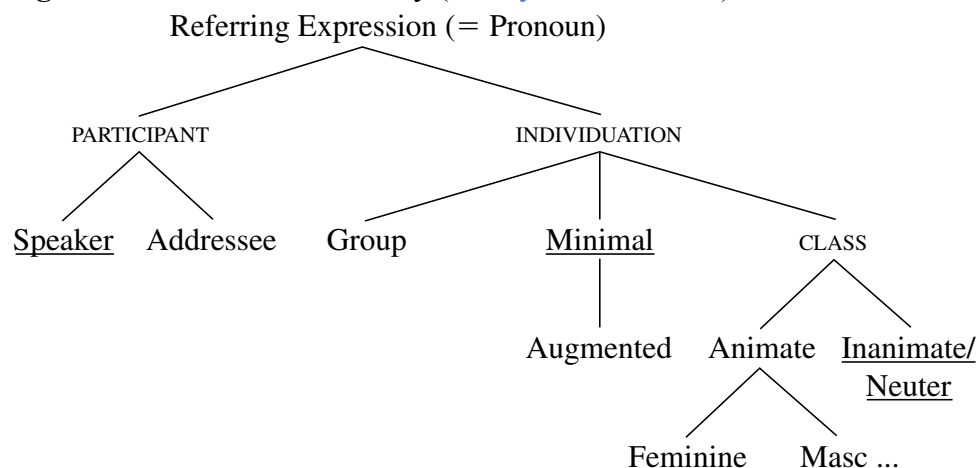 Referring Expression (= Pronoun)
PARTICIPANT INDIVIDUATION
Speaker Addressee Group Minimal CLASS
Augmented Animate Inanimate/
Neuter
Feminine Masc ...